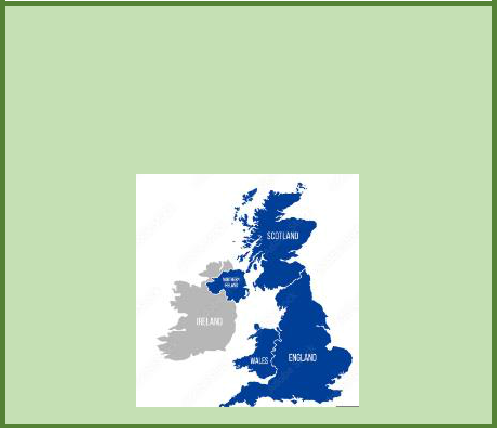 SCOTLAND
NORTHERN
IRELAND
IRELAND
WALES
ENGLAND